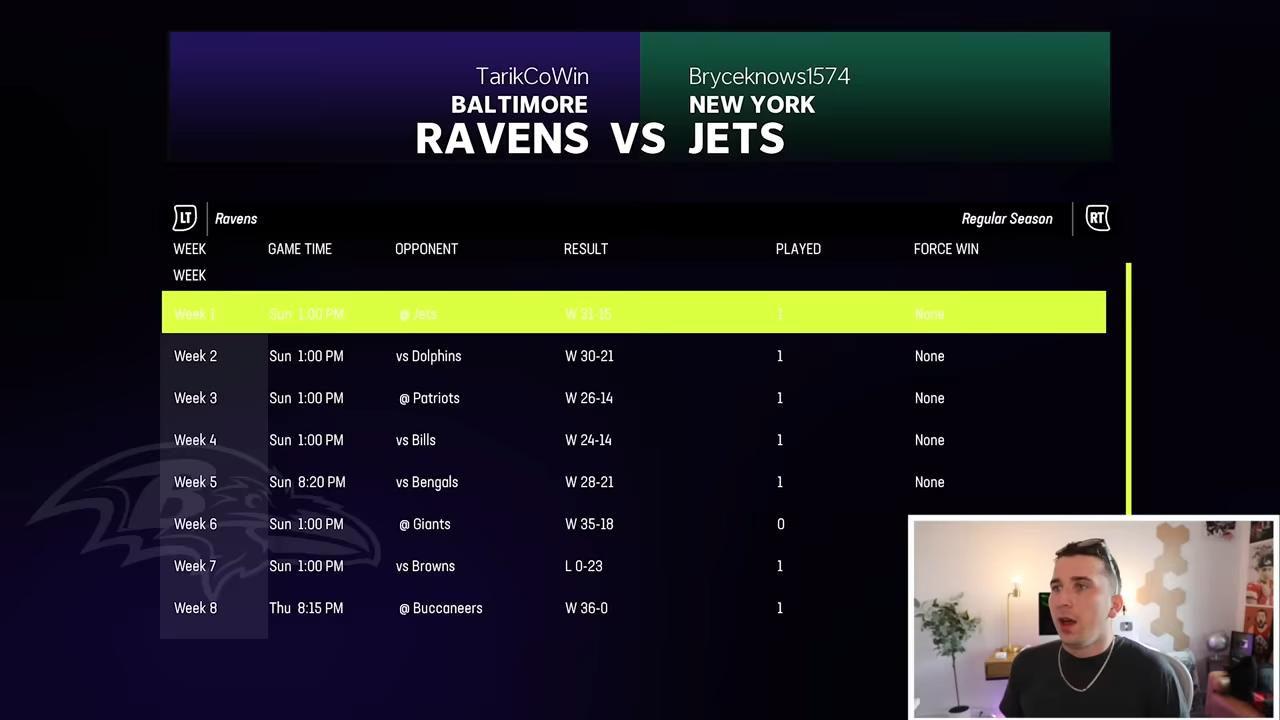 TarikCoWin Bryceknows1574
BALTIMORE NEW YORK
RAVENS VS JETS
LT Ravens Regular Season RT
WEEK GAME TIME OPPONENT RESULT PLAYED FORCE WIN
WEEK
Week 1 Sun 1:00 PM @ Jets W 31-15 1 None
Week 2 Sun 1:00 PM vs Dolphins W 30-21 1 None
Week 3 Sun 1:00 PM @ Patriots W 26-14 1 None
Week 4 Sun 1:00 PM vs Bills W 24-14 1 None
Week 5 Sun 8:20 PM vs Bengals W 28-21 1 None
Week 6 Sun 1:00 PM @ Giants W 35-18 0
Week 7 Sun 1:00 PM vs Browns L 0-23 1
Week 8 Thu 8:15 PM @ Buccaneers W 36-0 1